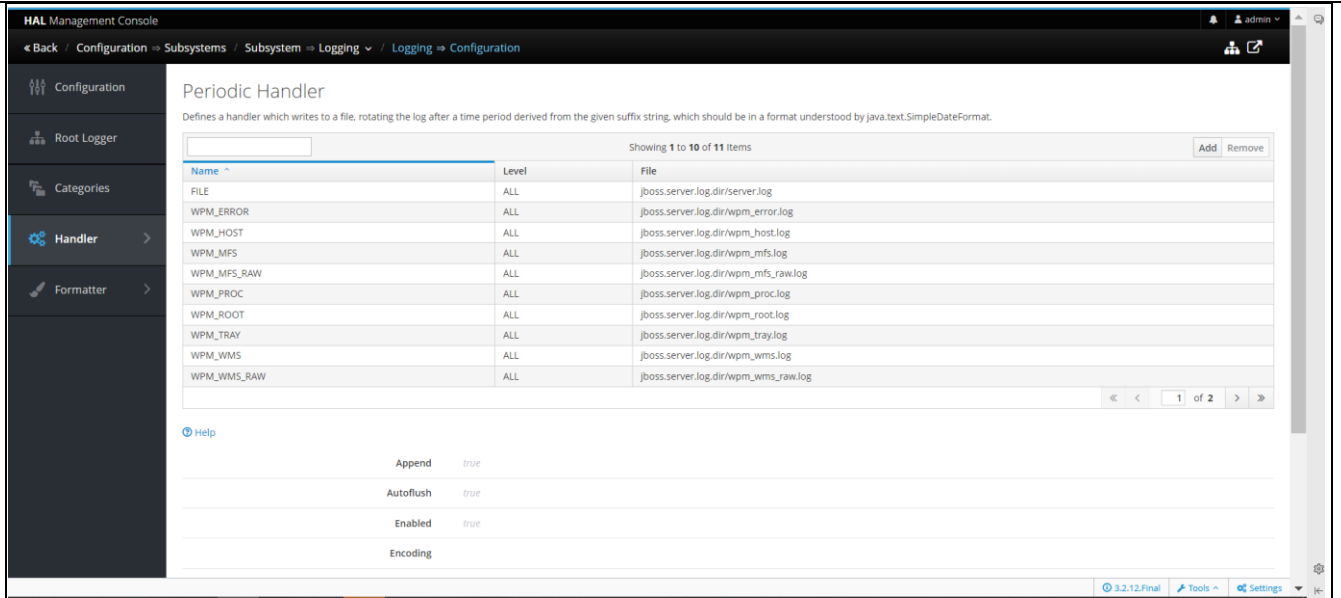 HAL Management Console
admin
« Back / Configuration ⇒ Subsystems / Subsystem ⇒ Logging / Logging ⇒ Configuration
Configuration
Root Logger
Categories
Handler
Formatter
Periodic Handler
Defines a handler which writes to a file, rotating the log after a time period derived from the given suffix string, which should be in a format understood by java.text.SimpleDateFormat.
Showing 1 to 10 of 11 Items
Add Remove
Name Level File
FILE ALL jboss.server.log.dir/server.log
WPM_ERROR ALL jboss.server.log.dir/wpm_error.log
WPM_HOST ALL jboss.server.log.dir/wpm_host.log
WPM_MFS ALL jboss.server.log.dir/wpm_mfs.log
WPM_MFS_RAW ALL jboss.server.log.dir/wpm_mfs_raw.log
WPM_PROC ALL jboss.server.log.dir/wpm_proc.log
WPM_ROOT ALL jboss.server.log.dir/wpm_root.log
WPM_TRAY ALL jboss.server.log.dir/wpm_tray.log
WPM_WMS ALL jboss.server.log.dir/wpm_wms.log
WPM_WMS_RAW ALL jboss.server.log.dir/wpm_wms_raw.log
« < 1 of 2 > »
Help
Append true
Autoflush true
Enabled true
Encoding
3.2.12.Final Tools Settings